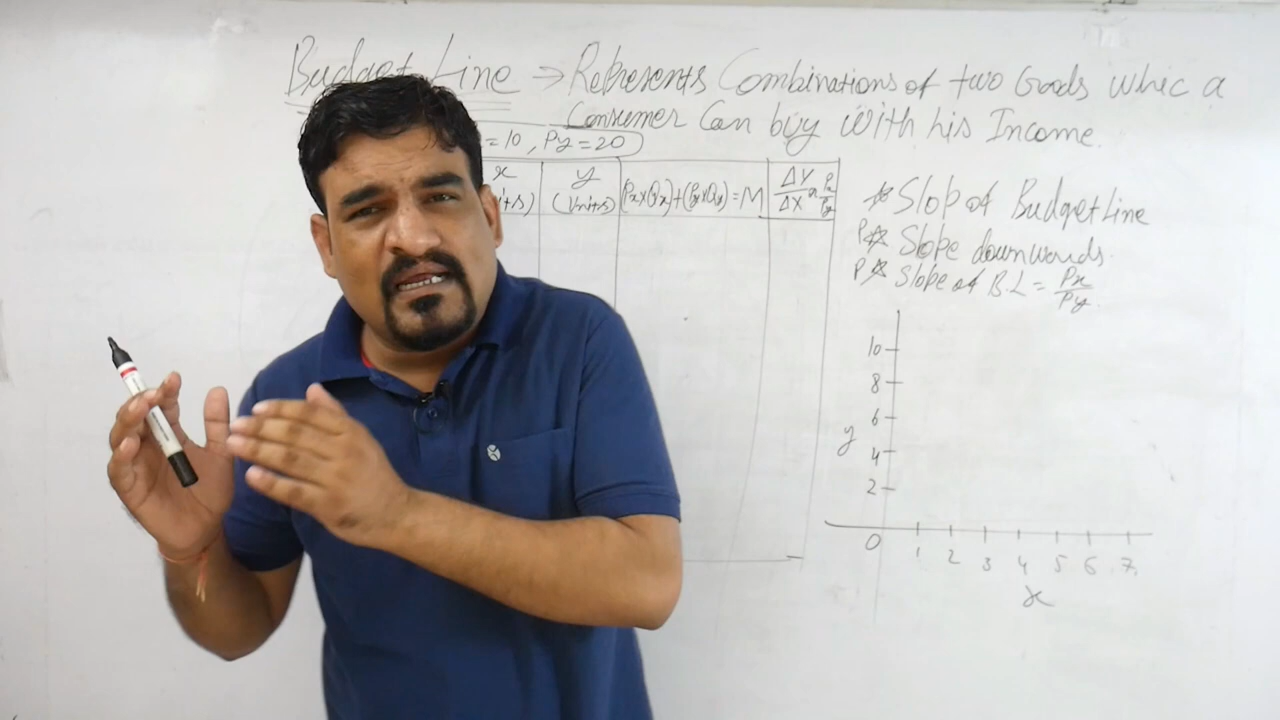 Budget Line → Represents Combinations of two Goods whic a
Consumer Can buy With his Income.
=10, Py=20
x y (Px×Qx)+(Py×Qy)=M ΔY/ΔX Px/Py
(Units)
* Slop of Budget Line
P* Slope downwards.
P* Slope of B.L = Px/Py.
10
8
6
y
4
2
0 1 2 3 4 5 6 7
x